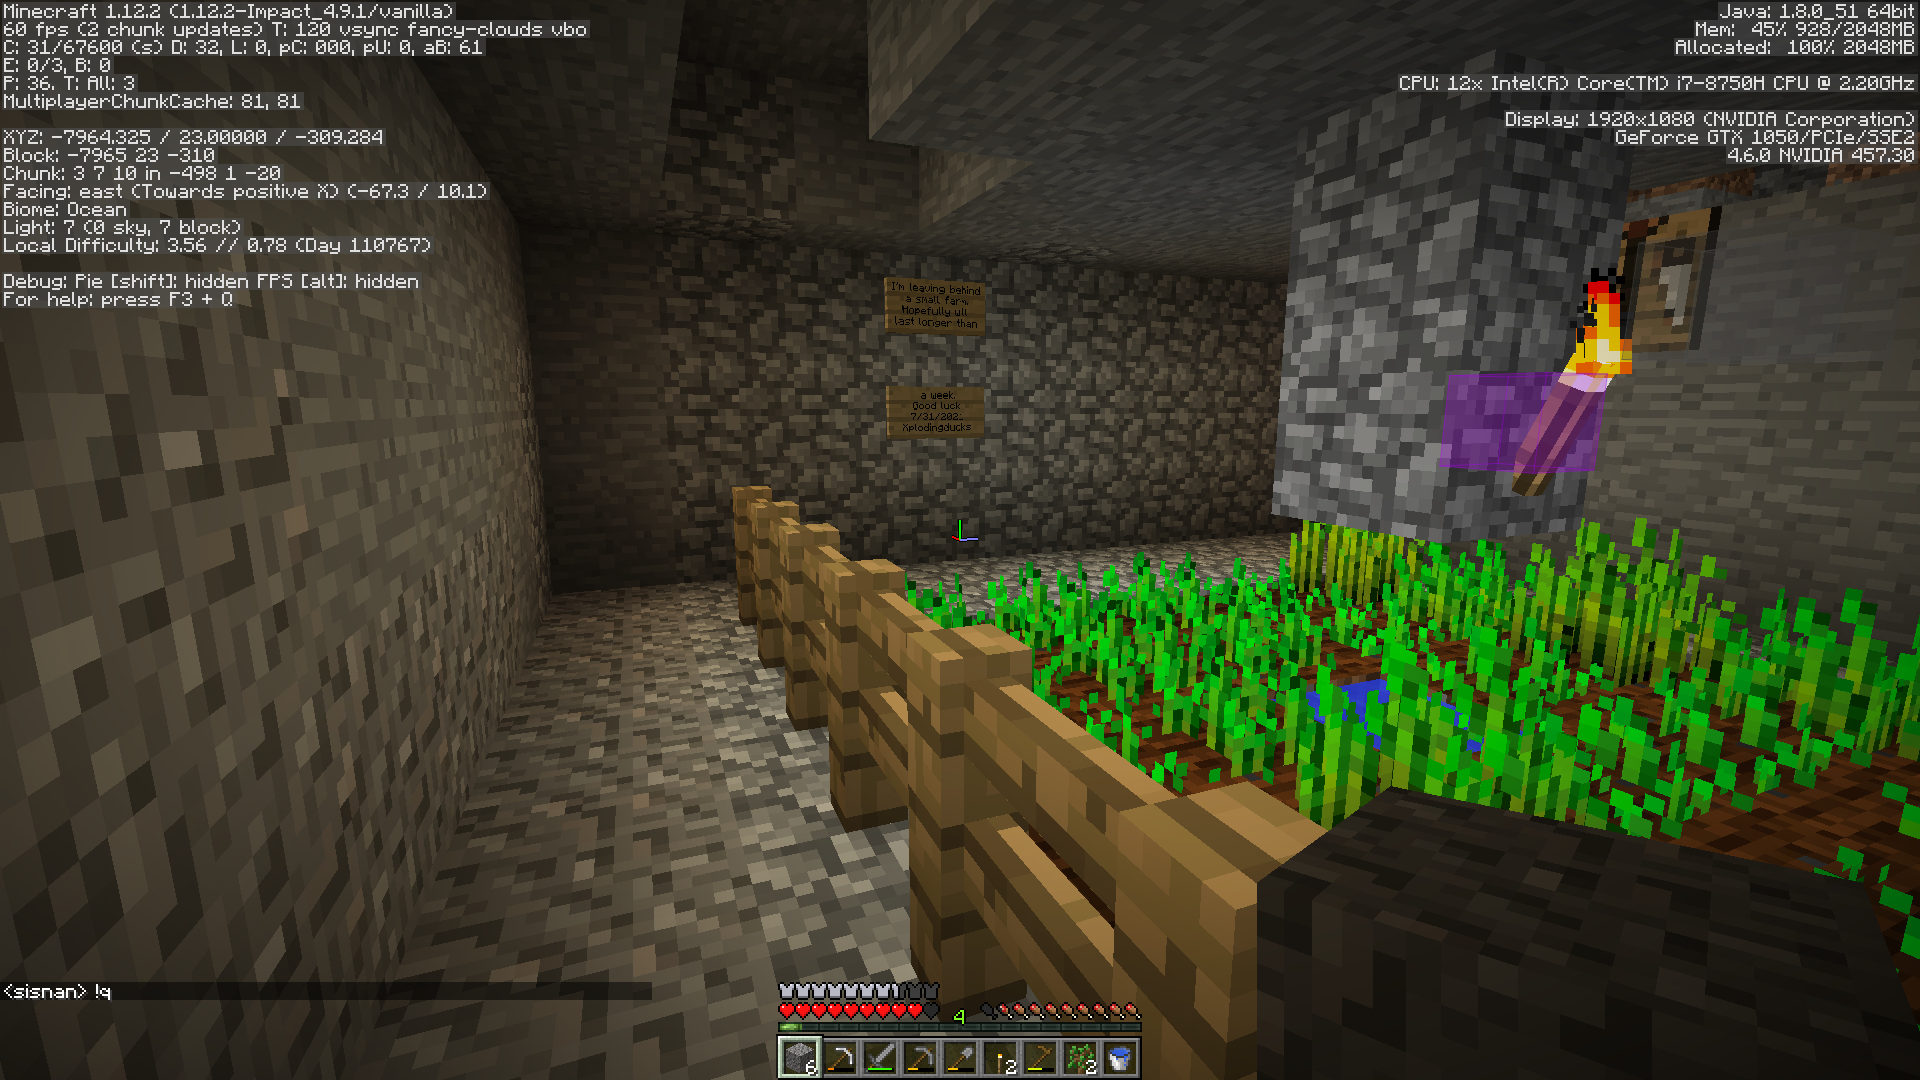 Minecraft 1.12.2 (1.12.2-Impact_4.9.1/vanilla)
60 fps (2 chunk updates) T: 120 vsync fancy-clouds vbo
C: 31/67600 (s) D: 32, L: 0, pC: 000, pU: 0, aB: 61
E: 0/3, B: 0
P: 36. T: All: 3
MultiplayerChunkCache: 81, 81
XYZ: -7964.325 / 23.00000 / -309.284
Block: -7965 23 -310
Chunk: 3 7 10 in -498 1 -20
Facing: east (Towards positive X) (-67.3 / 10.1)
Biome: Ocean
Light: 7 (0 sky, 7 block)
Local Difficulty: 3.56 // 0.78 (Day 110767)
Debug: Pie [shift]: hidden FPS [alt]: hidden
For help: press F3 + Q
Java: 1.8.0_51 64bit
Mem: 45% 928/2048MB
Allocated: 100% 2048MB
CPU: 12x Intel(R) Core(TM) i7-8750H CPU @ 2.20GHz
Display: 1920x1080 (NVIDIA Corporation)
GeForce GTX 1050/PCIe/SSE2
4.6.0 NVIDIA 457.30
I'm leaving behind
a small farm.
Hopefully will
last longer than
a week.
Good luck
7/31/2021
Xplodingducks
<sisnan> !q
4
6
2
2